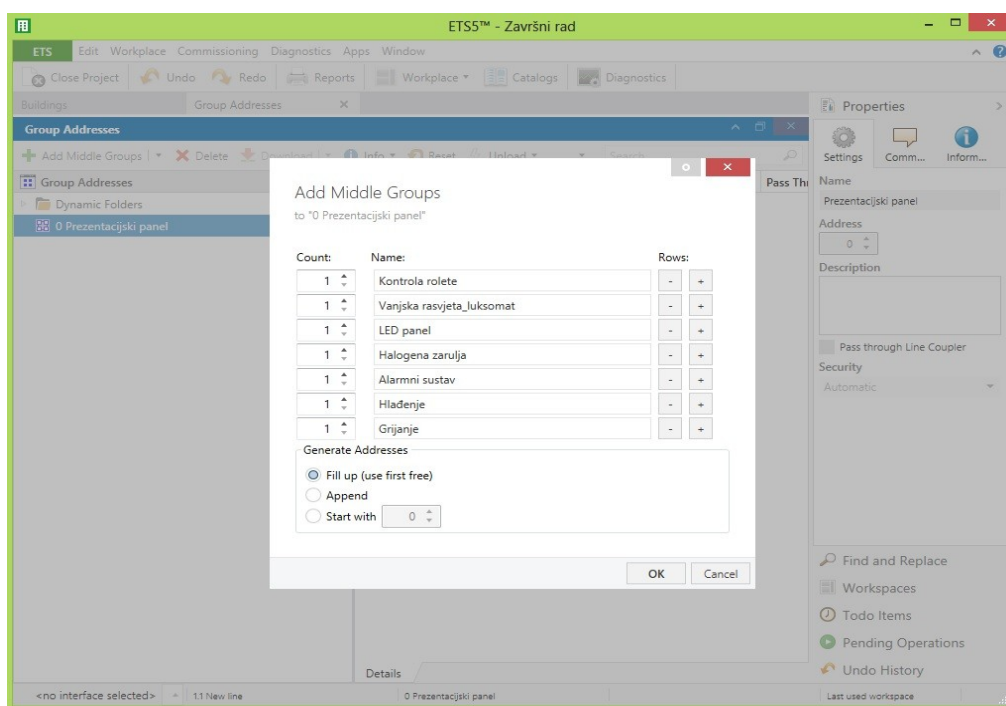 ETS5™ - Završni rad
ETS Edit Workplace Commissioning Diagnostics Apps Window
Close Project Undo Redo Reports Workplace Catalogs Diagnostics
Buildings Group Addresses
Group Addresses
Add Middle Groups Delete Download Info Reset Upload Search
Group Addresses
Dynamic Folders
0 Prezentacijski panel
Add Middle Groups
to "0 Prezentacijski panel"
Count: Name: Rows:
1 Kontrola rolete - +
1 Vanjska rasvjeta_luksomat - +
1 LED panel - +
1 Halogena zarulja - +
1 Alarmni sustav - +
1 Hlađenje - +
1 Grijanje - +
Generate Addresses
Fill up (use first free)
Append
Start with 0
OK Cancel
Pass Thr
Properties
Settings Comm... Inform...
Name
Prezentacijski panel
Address
0
Description
Pass through Line Coupler
Security
Automatic
Find and Replace
Workspaces
Todo Items
Pending Operations
Undo History
Details
<no interface selected> 1.1 New line 0 Prezentacijski panel Last used workspace